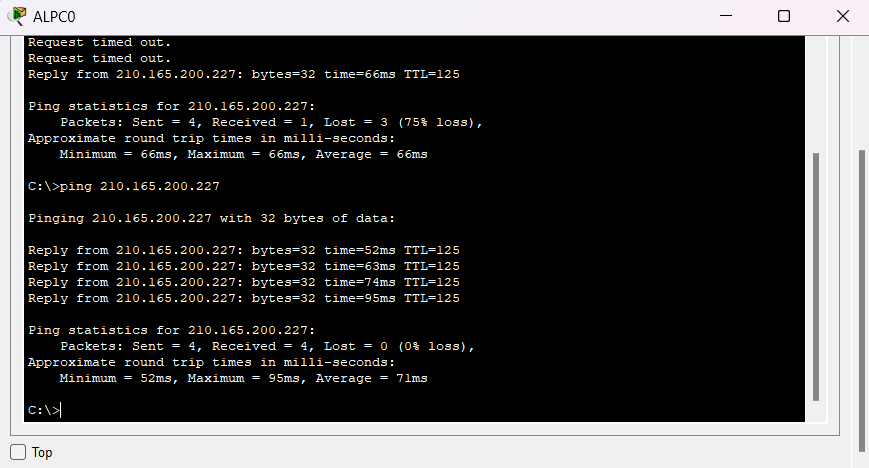 ALPC0
Request timed out.
Request timed out.
Reply from 210.165.200.227: bytes=32 time=66ms TTL=125
Ping statistics for 210.165.200.227:
Packets: Sent = 4, Received = 1, Lost = 3 (75% loss),
Approximate round trip times in milli-seconds:
Minimum = 66ms, Maximum = 66ms, Average = 66ms
C:\>ping 210.165.200.227
Pinging 210.165.200.227 with 32 bytes of data:
Reply from 210.165.200.227: bytes=32 time=52ms TTL=125
Reply from 210.165.200.227: bytes=32 time=63ms TTL=125
Reply from 210.165.200.227: bytes=32 time=74ms TTL=125
Reply from 210.165.200.227: bytes=32 time=95ms TTL=125
Ping statistics for 210.165.200.227:
Packets: Sent = 4, Received = 4, Lost = 0 (0% loss),
Approximate round trip times in milli-seconds:
Minimum = 52ms, Maximum = 95ms, Average = 71ms
C:\>
Top